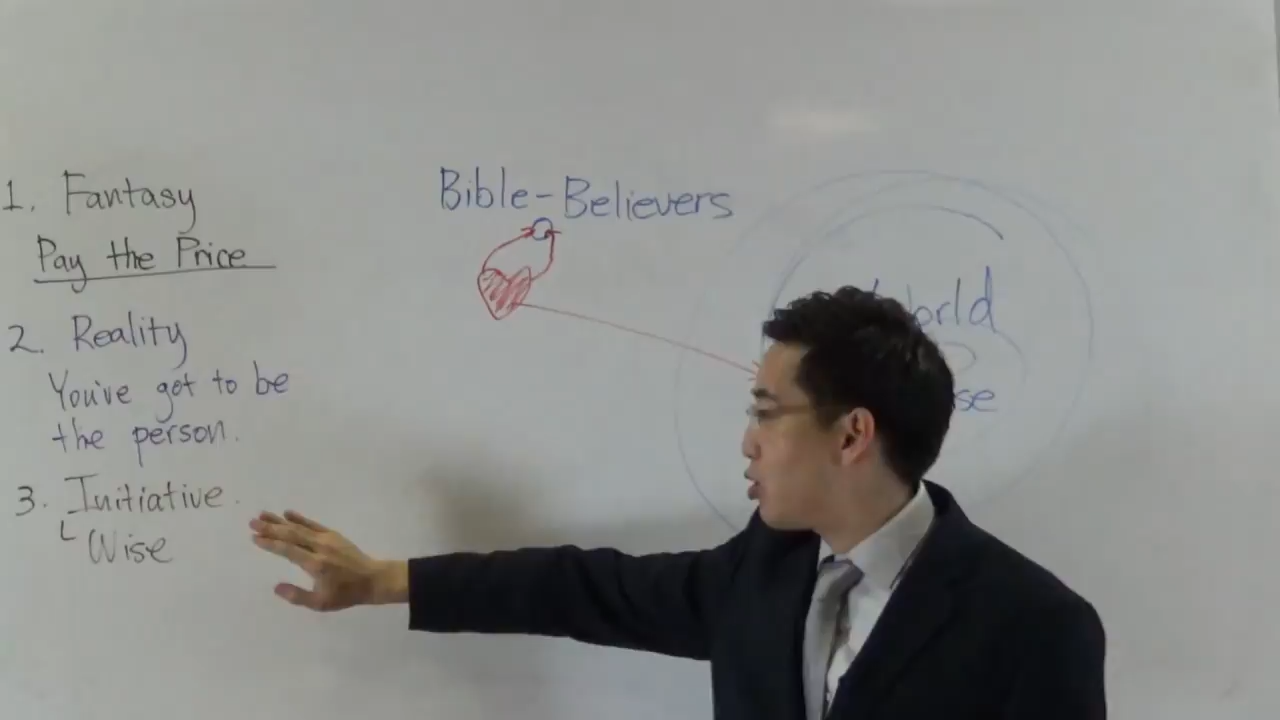 1. Fantasy
Pay the Price
2. Reality
You've got to be
the person.
3. Initiative
Wise
Bible-Believers